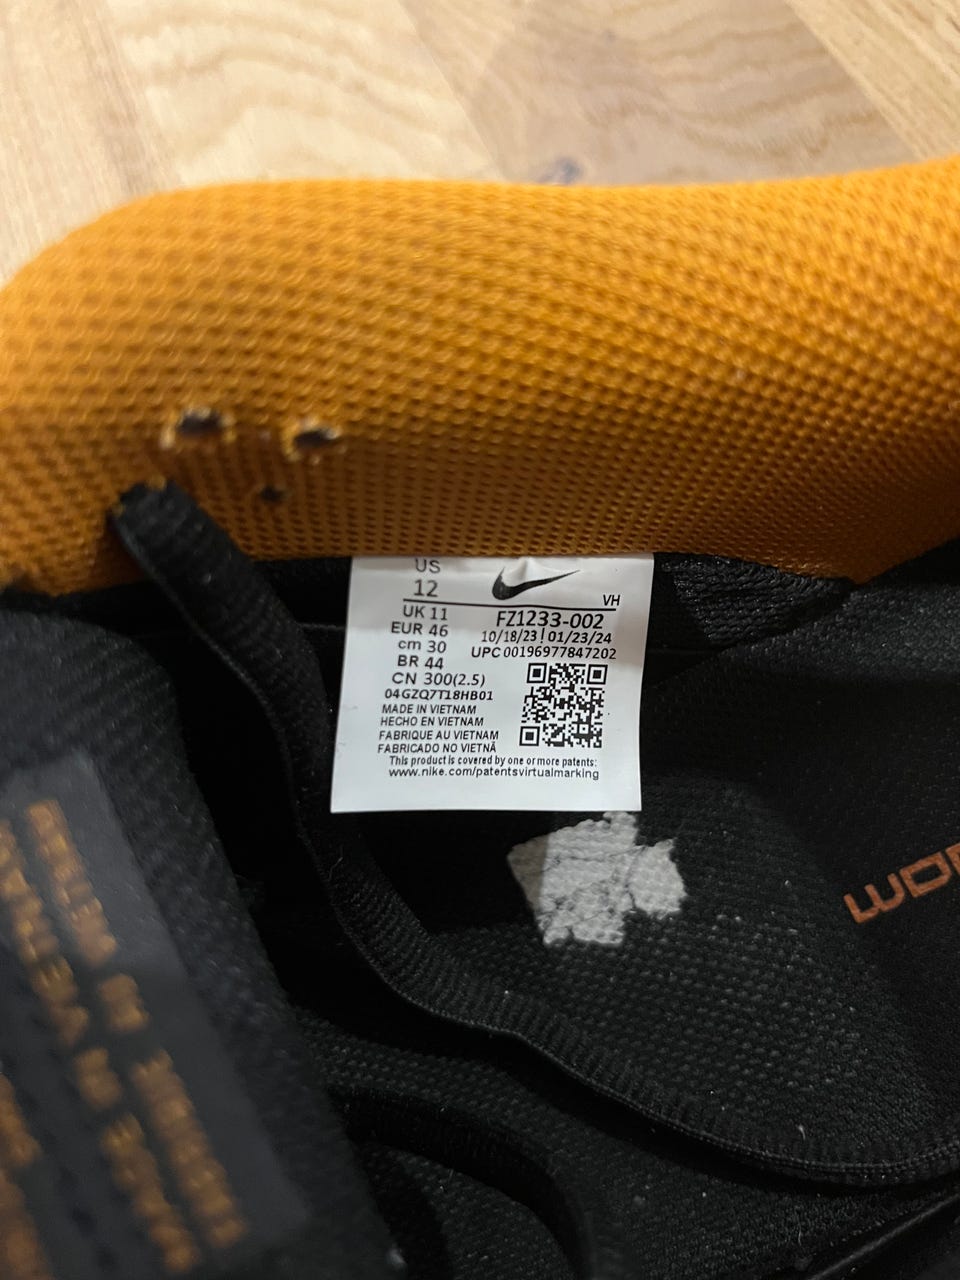 US
12
VH
UK 11
FZ1233-002
EUR 46
10/18/23 | 01/23/24
cm 30
UPC 00196977847202
BR 44
CN 300(2.5)
04GZQ7T18HB01
MADE IN VIETNAM
HECHO EN VIETNAM
FABRIQUE AU VIETNAM
FABRICADO NO VIETNÃ
This product is covered by one or more patents:
www.nike.com/patentsvirtualmarking